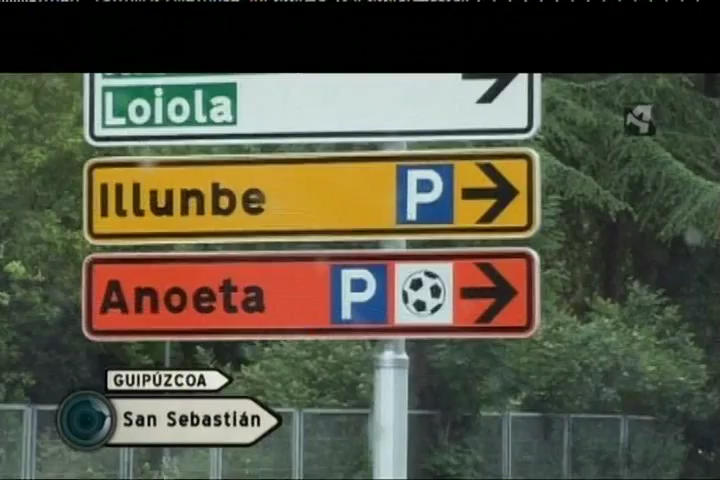 Loiola
Illunbe P
Anoeta P
GUIPÚZCOA
San Sebastián